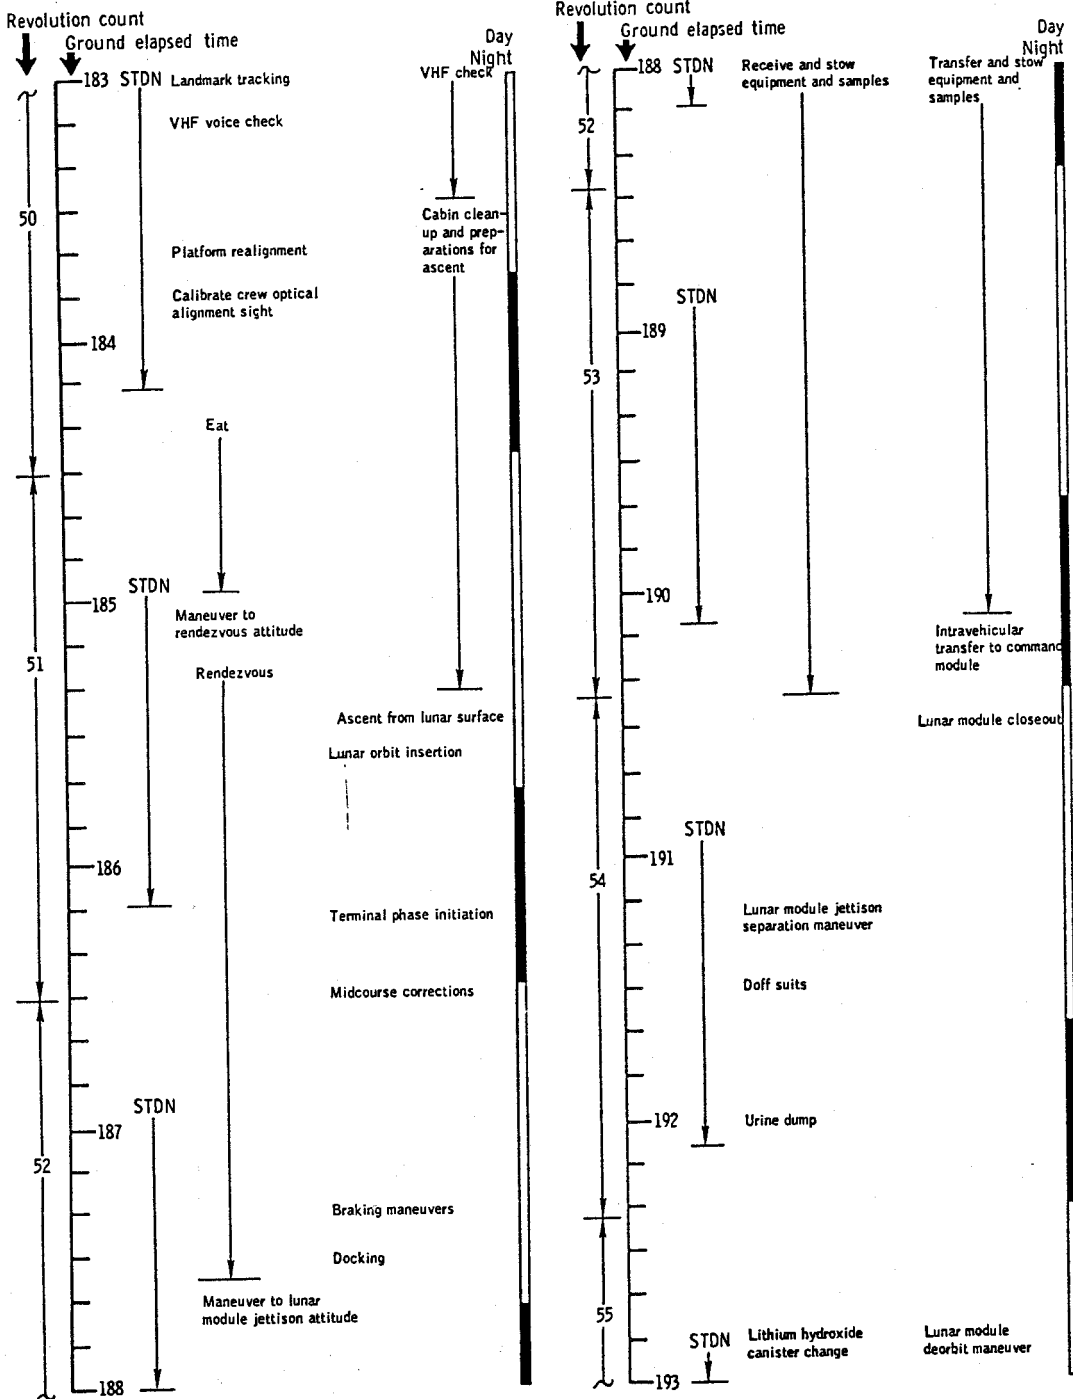 Revolution count
Ground elapsed time
Day
Night
183
STDN
Landmark tracking
VHF check
VHF voice check
50
Cabin clean-
up and prep-
arations for
ascent
Platform realignment
Calibrate crew optical
alignment sight
184
Eat
STDN
185
Maneuver to
rendezvous attitude
51
Rendezvous
Ascent from lunar surface
Lunar orbit insertion
186
Terminal phase initiation
Midcourse corrections
STDN
187
52
Braking maneuvers
Docking
Maneuver to lunar
module jettison attitude
188
Revolution count
Ground elapsed time
Day
Night
188
STDN
Receive and stow
equipment and samples
Transfer and stow
equipment and
samples
52
STDN
189
53
190
Intravehicular
transfer to command
module
Lunar module closeout
STDN
191
54
Lunar module jettison
separation maneuver
Doff suits
192
Urine dump
55
STDN
Lithium hydroxide
canister change
Lunar module
deorbit maneuver
193